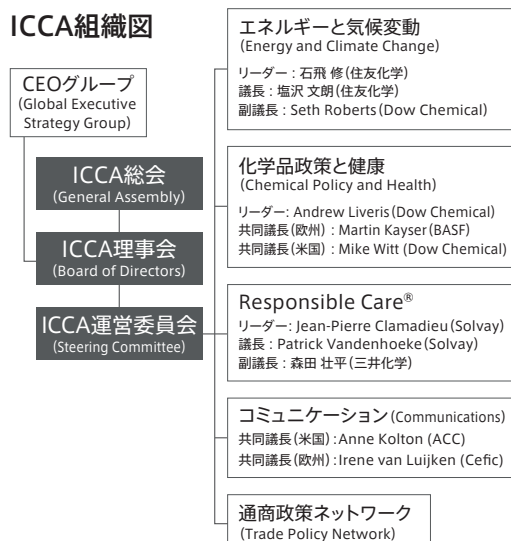 ICCA組織図
CEOグループ
(Global Executive
Strategy Group)
ICCA総会
(General Assembly)
ICCA理事会
(Board of Directors)
ICCA運営委員会
(Steering Committee)
エネルギーと気候変動
(Energy and Climate Change)
リーダー : 石飛 修(住友化学)
議長 : 塩沢 文朗(住友化学)
副議長 : Seth Roberts(Dow Chemical)
化学品政策と健康
(Chemical Policy and Health)
リーダー: Andrew Liveris(Dow Chemical)
共同議長(欧州) : Martin Kayser(BASF)
共同議長(米国) : Mike Witt (Dow Chemical)
Responsible Care®
リーダー: Jean-Pierre Clamadieu(Solvay)
議長 : Patrick Vandenhoeke(Solvay)
副議長 : 森田 壮平(三井化学)
コミュニケーション(Communications)
共同議長(米国) : Anne Kolton (ACC)
共同議長(欧州) : Irene van Luijken (Cefic)
通商政策ネットワーク
(Trade Policy Network)